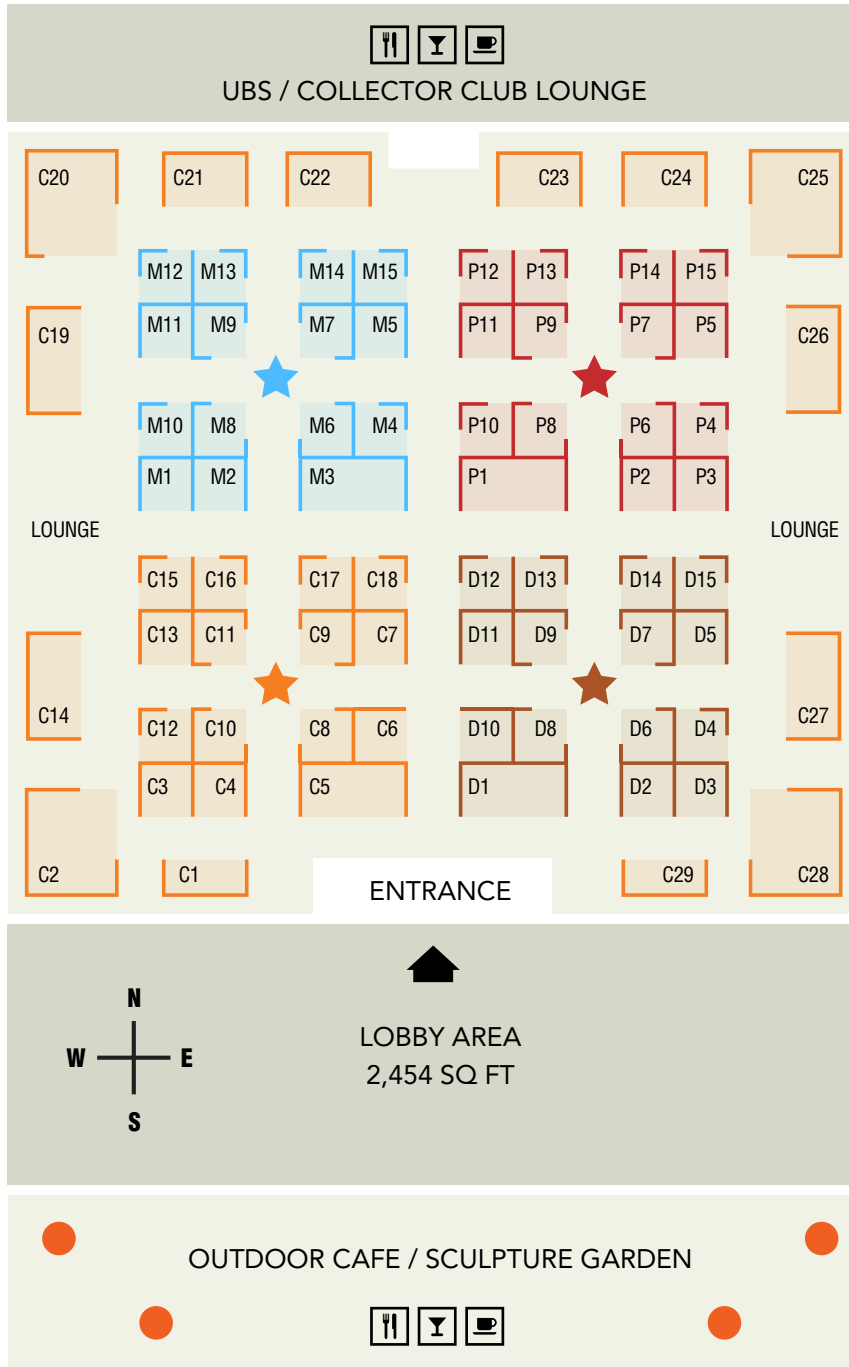 UBS / COLLECTOR CLUB LOUNGE
C20 C21 C22 C23 C24 C25
M12 M13 M14 M15 P12 P13 P14 P15
C19 M11 M9 M7 M5 P11 P9 P7 P5 C26
M10 M8 M6 M4 P10 P8 P6 P4
M1 M2 M3 P1 P2 P3
LOUNGE LOUNGE
C15 C16 C17 C18 D12 D13 D14 D15
C13 C11 C9 C7 D11 D9 D7 D5
C14 C27
C12 C10 C8 C6 D10 D8 D6 D4
C3 C4 C5 D1 D2 D3
C2 C1 C29 C28
ENTRANCE
N
W E
S
LOBBY AREA
2,454 SQ FT
OUTDOOR CAFE / SCULPTURE GARDEN